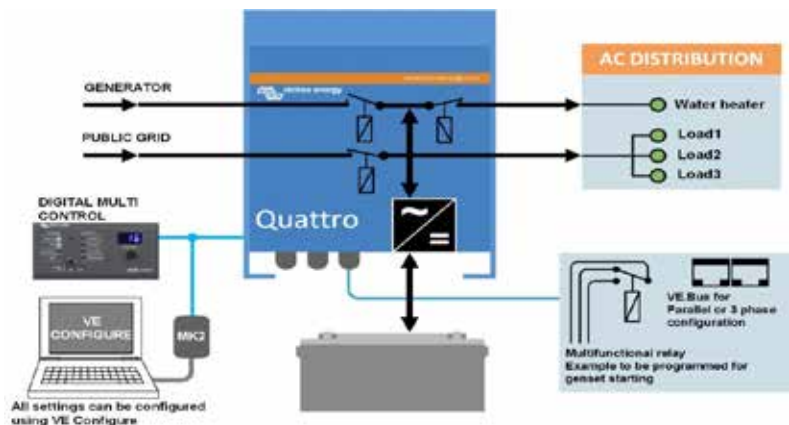 GENERATOR
PUBLIC GRID
AC DISTRIBUTION
Water heater
Load1
Load2
Load3
DIGITAL MULTI
CONTROL
Quattro
victron energy
VE
CONFIGURE
MK2
All settings can be configured
using VE Configure
VE.Bus for
Parallel or 3 phase
configuration
Multifunctional relay
Example to be programmed for
genset starting